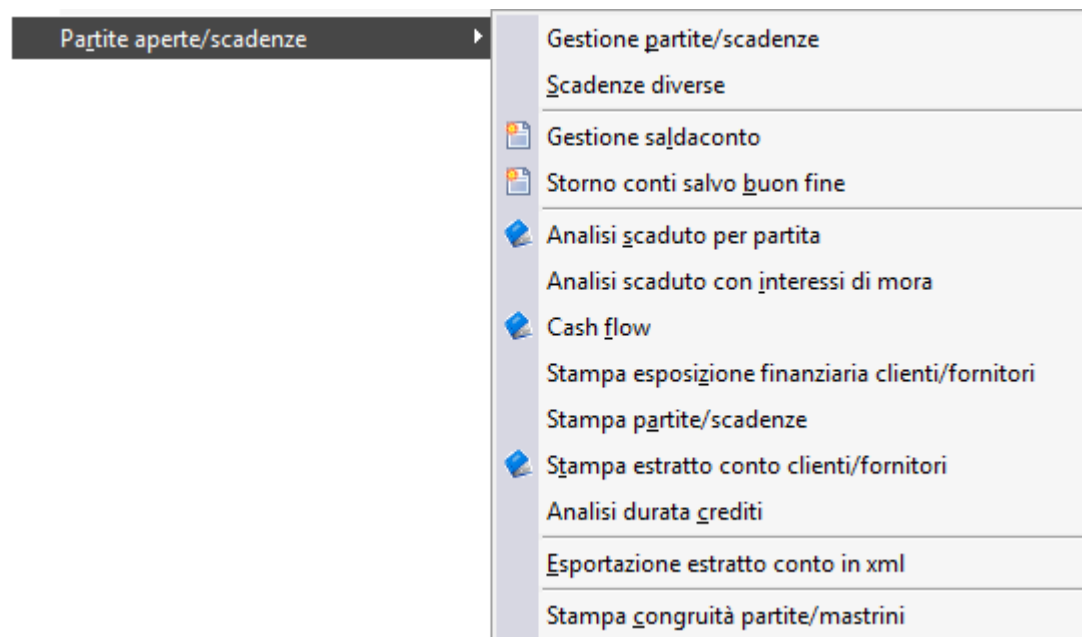 Partite aperte/scadenze
Gestione partite/scadenze
Scadenze diverse
Gestione saldaconto
Storno conti salvo buon fine
Analisi scaduto per partita
Analisi scaduto con interessi di mora
Cash flow
Stampa esposizione finanziaria clienti/fornitori
Stampa partite/scadenze
Stampa estratto conto clienti/fornitori
Analisi durata crediti
Esportazione estratto conto in xml
Stampa congruità partite/mastrini